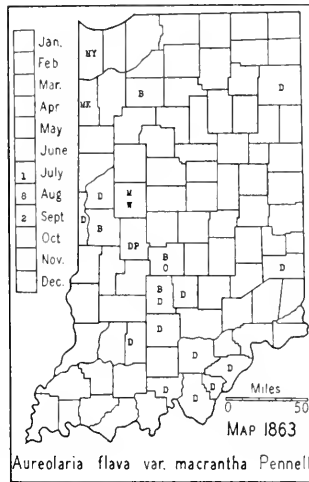 Jan.
Feb
Mar.
Apr
May
June
1 July
8 Aug
2 Sept
Oct
Nov.
Dec.
MY
B
D
MK
D
M
W
D
B
DP
B
O
D
B
D
D
D
D
D
D
D
D
D
D
Miles
0 50
MAP 1863
Aureolaria flava var. macrantha Pennell